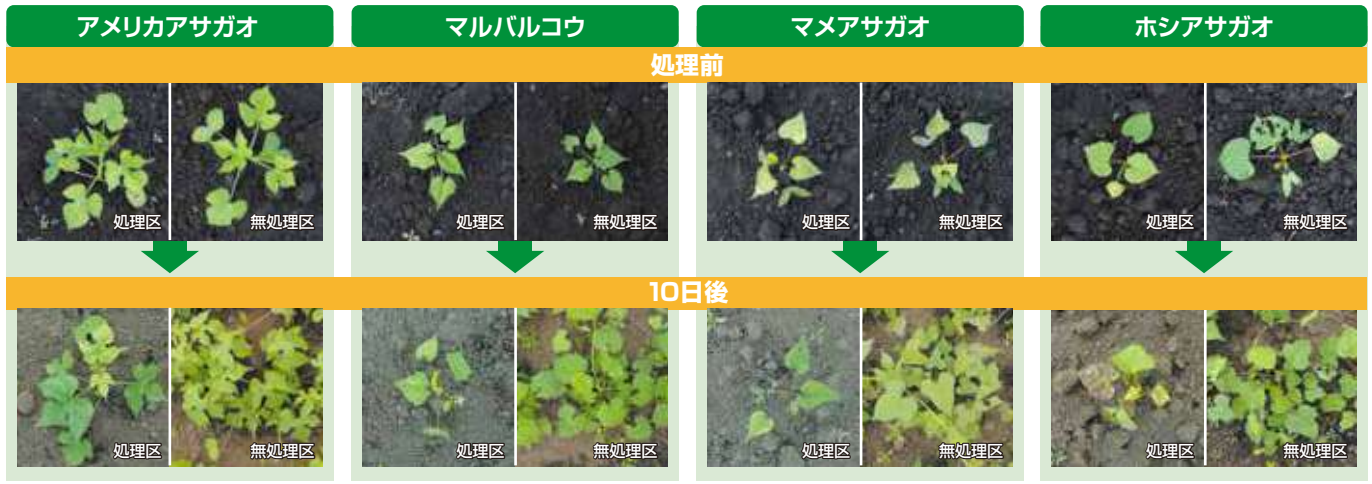 アメリカアサガオ
マルバルコウ
マメアサガオ
ホシアサガオ
処理前
処理区
無処理区
処理区
無処理区
処理区
無処理区
処理区
無処理区
10日後
処理区
無処理区
処理区
無処理区
処理区
無処理区
処理区
無処理区